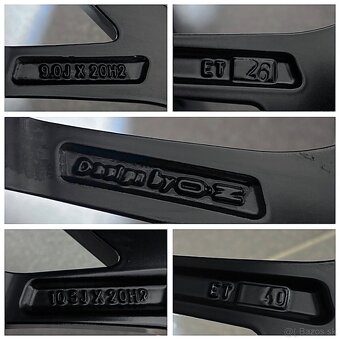 9.0J X 20H2
ET 26
Design by O·Z
10.5J X 20H2
ET 40
© | Bazos.sk